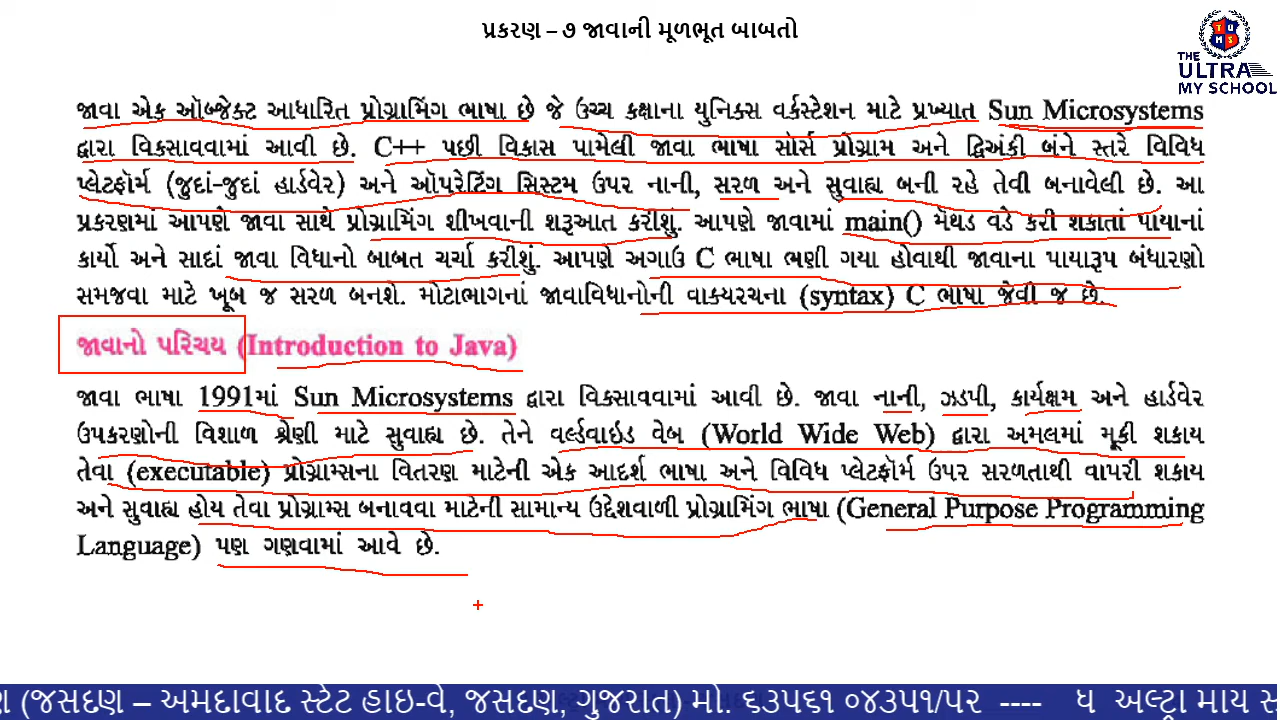 પ્રકરણ – ૭ જાવાની મૂળભૂત બાબતો
THE
ULTRA
MY SCHOOL
TU
MS
જાવા એક ઑબ્જેક્ટ આધારિત પ્રોગ્રામિંગ ભાષા છે જે ઉચ્ચ કક્ષાના યુનિક્સ વર્કસ્ટેશન માટે પ્રખ્યાત Sun Microsystems
દ્વારા વિકસાવવામાં આવી છે. C++ પછી વિકાસ પામેલી જાવા ભાષા સૉર્સ પ્રોગ્રામ અને દ્વિઅંકી બંને સ્તરે વિવિધ
પ્લેટફૉર્મ (જુદાં-જુદાં હાર્ડવેર) અને ઑપરેટિંગ સિસ્ટમ ઉપર નાની, સરળ અને સુવાહ્ય બની રહે તેવી બનાવેલી છે. આ
પ્રકરણમાં આપણે જાવા સાથે પ્રોગ્રામિંગ શીખવાની શરૂઆત કરીશું. આપણે જાવામાં main() મેથડ વડે કરી શકાતાં પાયાનાં
કાર્યો અને સાદાં જાવા વિધાનો બાબત ચર્ચા કરીશું. આપણે અગાઉ C ભાષા ભણી ગયા હોવાથી જાવાના પાયારૂપ બંધારણો
સમજવા માટે ખૂબ જ સરળ બનશે. મોટાભાગનાં જાવાવિધાનોની વાક્યરચના (syntax) C ભાષા જેવી જ છે.
જાવાનો પરિચય (Introduction to Java)
જાવા ભાષા 1991માં Sun Microsystems દ્વારા વિકસાવવામાં આવી છે. જાવા નાની, ઝડપી, કાર્યક્ષમ અને હાર્ડવેર
ઉપકરણોની વિશાળ શ્રેણી માટે સુવાહ્ય છે. તેને વર્લ્ડવાઇડ વેબ (World Wide Web) દ્વારા અમલમાં મૂકી શકાય
તેવા (executable) પ્રોગ્રામ્સના વિતરણ માટેની એક આદર્શ ભાષા અને વિવિધ પ્લેટફૉર્મ ઉપર સરળતાથી વાપરી શકાય
અને સુવાહ્ય હોય તેવા પ્રોગ્રામ્સ બનાવવા માટેની સામાન્ય ઉદ્દેશવાળી પ્રોગ્રામિંગ ભાષા (General Purpose Programming
Language) પણ ગણવામાં આવે છે.
(જસદણ – અમદાવાદ સ્ટેટ હાઇ-વે, જસદણ, ગુજરાત) મો. ૬૩૫૬૧ ૦૪૩૫૧/૫૨ ---- ધ અલ્ટ્રા માય